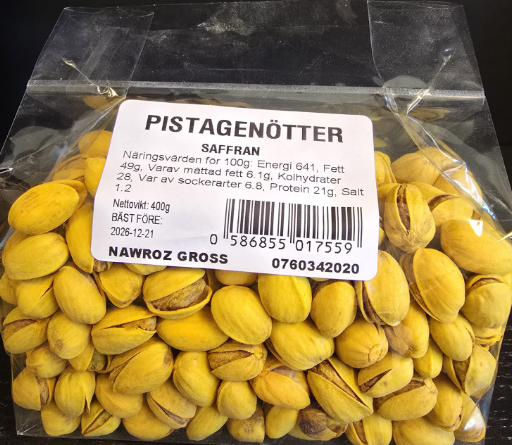 PISTAGENÖTTER
SAFFRAN
Näringsvärden för 100g: Energi 641, Fett
49g, Varav mättad fett 6.1g, Kolhydrater
28, Var av sockerarter 6.8, Protein 21g, Salt
1.2
Nettovikt: 400g
BÄST FÖRE:
2026-12-21
0 586855 017559
NAWROZ GROSS 0760342020